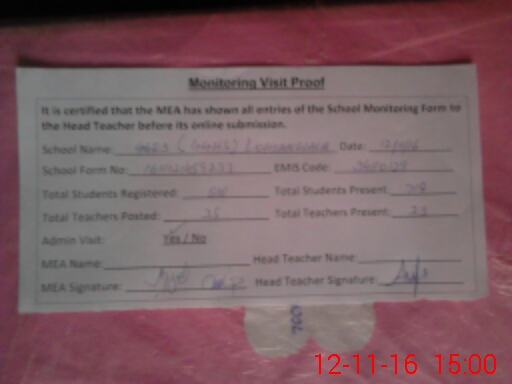 Monitoring Visit Proof
It is certified that the MEA has shown all entries of the School Monitoring Form to
the Head Teacher before its online submission.
School Name: Date:
School Form No: EMIS Code:
Total Students Registered: Total Students Present:
Total Teachers Posted: 25 Total Teachers Present: 23
Admin Visit: Yes / No
MEA Name: Head Teacher Name:
MEA Signature: Head Teacher Signature:
12-11-16 15:00